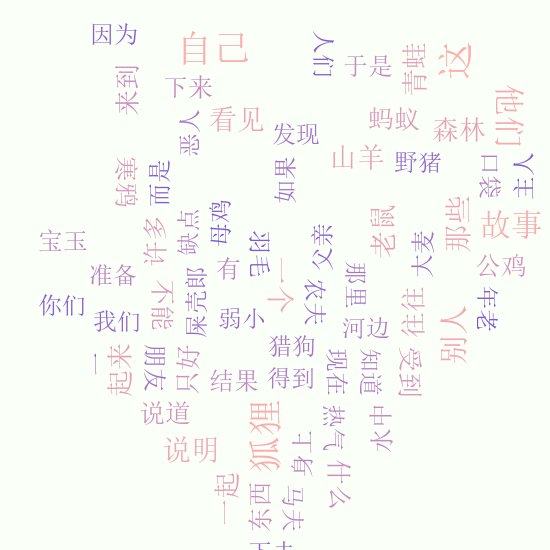 因为
自己
人们
于是
青蛙
这
来到
下来
恶人
看见
发现
蚂蚁
森林
他们
寒鸦
而是
如果
山羊
野猪
口袋
主人
宝玉
许多
缺点
母鸡
羽毛
亲父
老鼠
大麦
那些
故事
准备
不能
屎壳郎
有
一个
农夫
那里
公鸡
你们
我们
弱小
河边
往往
别人
年老
一
起来
朋友
只好
结果
猎狗
得到
现在
知道
受到
说道
狐狸
热气
水中
说明
一起
东西
马夫
什么